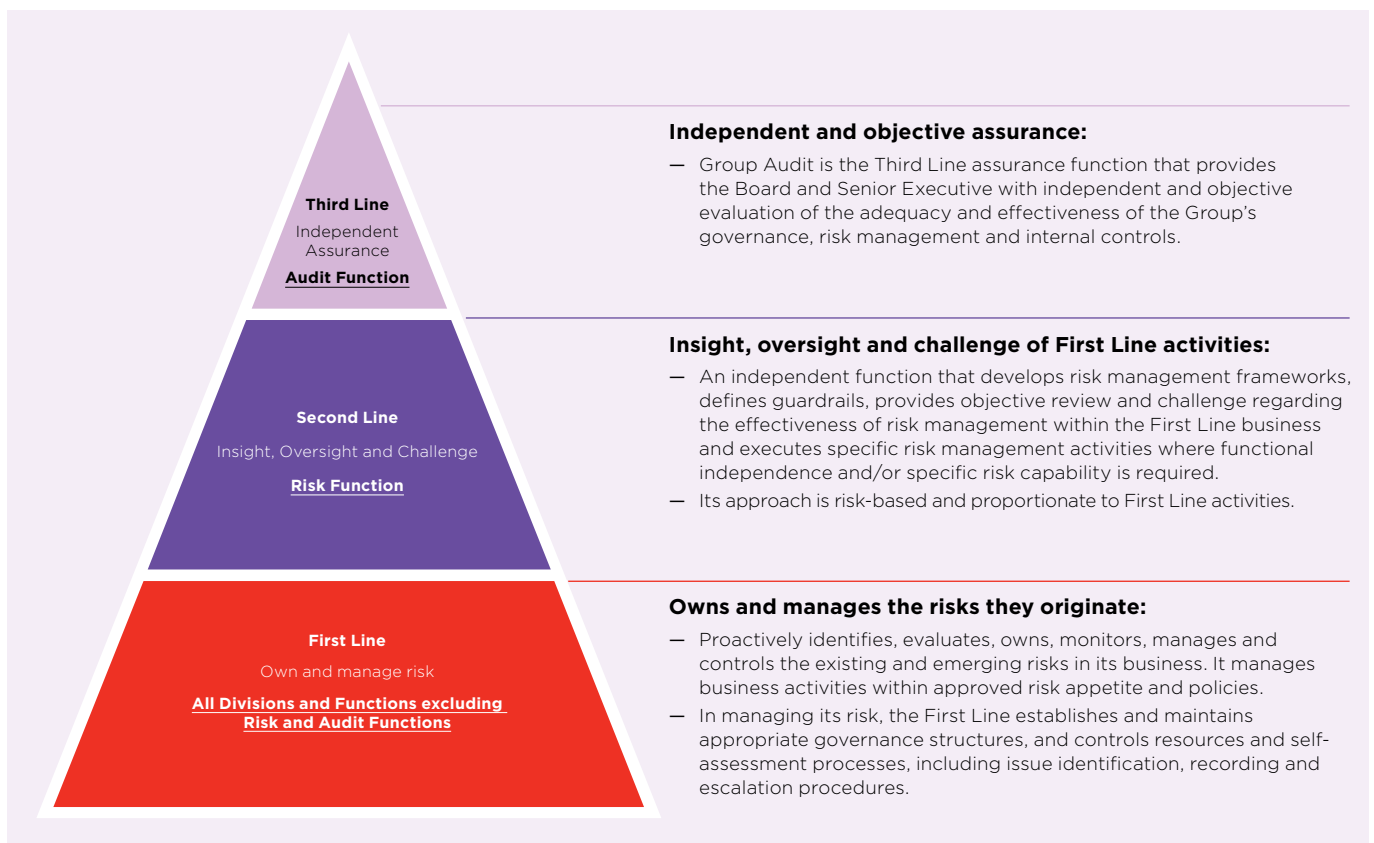 Third Line
Independent
Assurance
Audit Function
Independent and objective assurance:
— Group Audit is the Third Line assurance function that provides
the Board and Senior Executive with independent and objective
evaluation of the adequacy and effectiveness of the Group’s
governance, risk management and internal controls.
Second Line
Insight, Oversight and Challenge
Risk Function
Insight, oversight and challenge of First Line activities:
— An independent function that develops risk management frameworks,
defines guardrails, provides objective review and challenge regarding
the effectiveness of risk management within the First Line business
and executes specific risk management activities where functional
independence and/or specific risk capability is required.
— Its approach is risk-based and proportionate to First Line activities.
First Line
Own and manage risk
All Divisions and Functions excluding
Risk and Audit Functions
Owns and manages the risks they originate:
— Proactively identifies, evaluates, owns, monitors, manages and
controls the existing and emerging risks in its business. It manages
business activities within approved risk appetite and policies.
— In managing its risk, the First Line establishes and maintains
appropriate governance structures, and controls resources and self-
assessment processes, including issue identification, recording and
escalation procedures.